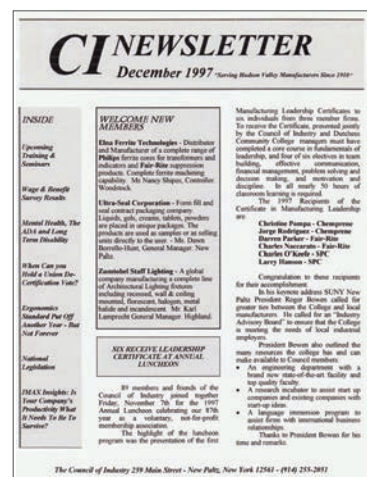 CI NEWSLETTER
December 1997 "Serving Hudson Valley Manufacturers Since 1910"
INSIDE
Upcoming
Training &
Seminars
Wage & Benefit
Survey Results
Mental Health, The
ADA and Long
Term Disability
When Can you
Hold a Union De-
Certification Vote?
Ergonomics
Standard Put Off
Another Year - But
Not Forever
National
Legislation
IMAX Insights: Is
Your Company's
Productivity What
It Needs To Be To
Survive?
WELCOME NEW
MEMBERS
Elna Ferrite Technologies - Distributor
and Manufacturer of a complete range of
Philips ferrite cores for transformers and
inductors and Fair-Rite suppression
products. Complete ferrite machining
capability. Ms Nancy Shapes, Controller.
Woodstock.
Ultra-Seal Corporation - Form fill and
seal contract packaging company.
Liquids, gels, creams, tablets, powders
are placed in unique packages. The
products are used as samples or as selling
units directly to the user. - Ms. Dawn
Borrello-Hunt, General Manager. New
Paltz.
Zumtobel Staff Lighting - A global
company manufacturing a complete line
of Architectural Lighting fixtures
including recessed, wall & ceiling
mounted, florescent, halogen, metal
halide and incandescent. Mr. Karl
Lamprecht General Manager. Highland.
SIX RECEIVE LEADERSHIP
CERTIFICATE AT ANNUAL
LUNCHEON
89 members and friends of the
Council of Industry joined together
Friday, November 7th for the 1997
Annual Luncheon celebrating our 87th
year as a voluntary, not-for-profit
membership association.
The highlight of the luncheon
program was the presentation of the first
Manufacturing Leadership Certificates to
six individuals from three member firms.
To receive the Certificate, presented jointly
by the Council of Industry and Dutchess
Community College managers must have
completed a core course in fundamentals of
leadership, and four of six electives in team
building, effective communication,
financial management, problem solving and
decision making, and motivation and
discipline. In all nearly 50 hours of
classroom learning is required.
The 1997 Recipients of the
Certificate in Manufacturing Leadership
are:
Christine Pompa - Chemprene
Jorge Rodriguez - Chemprene
Darren Parker - Fair-Rite
Charles Naccarato - Fair-Rite
Charles O'Keefe - SPC
Larry Hanson - SPC
Congratulation to these recipients
for their accomplishment.
In his keynote address SUNY New
Paltz President Roger Bowen called for
greater ties between the College and local
manufacturers. He called for an "Industry
Advisory Board" to ensure that the College
is meeting the needs of local industrial
employers.
President Bowen also outlined the
many resources the college has and can
make available to Council members:
• An engineering department with a
brand new state-of-the-art facility and
top quality faculty.
• A research incubator to assist start up
companies and existing companies with
start-up ideas.
• A language immersion program to
assist firms with international business
relationships.
Thanks to President Bowen for his
time and remarks.
The Council of Industry 259 Main Street - New Paltz, New York 12561 - (914) 255-2051